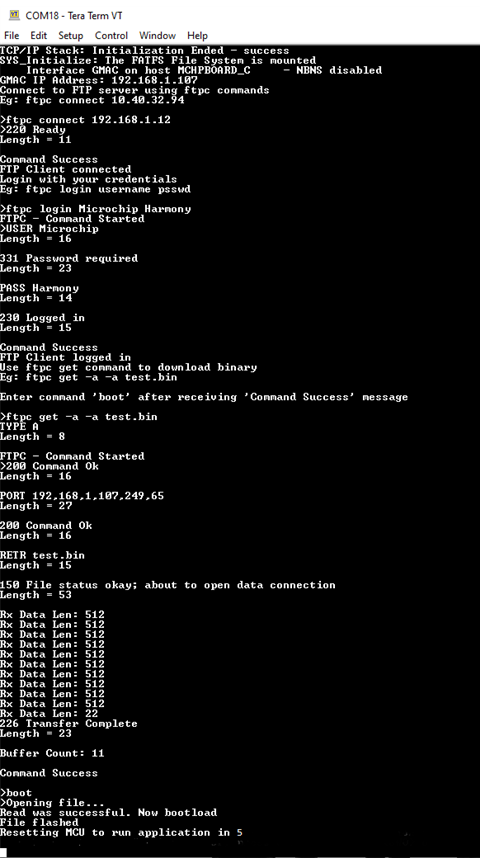 COM18 - Tera Term VT
File Edit Setup Control Window Help
TCP/IP Stack: Initialization Ended - success
SYS_Initialize: The FATFS File System is mounted
Interface GMAC on host MCHPBOARD_C - NBNS disabled
GMAC IP Address: 192.168.1.107
Connect to FTP server using ftpc commands
Eg: ftpc connect 10.40.32.94
>ftpc connect 192.168.1.12
>220 Ready
Length = 11
Command Success
FTP Client connected
Login with your credentials
Eg: ftpc login username psswd
>ftpc login Microchip Harmony
FTPC - Command Started
>USER Microchip
Length = 16
331 Password required
Length = 23
PASS Harmony
Length = 14
230 Logged in
Length = 15
Command Success
FTP Client logged in
Use ftpc get command to download binary
Eg: ftpc get -a -a test.bin
Enter command 'boot' after receiving 'Command Success' message
>ftpc get -a -a test.bin
TYPE A
Length = 8
FTPC - Command Started
>200 Command Ok
Length = 16
PORT 192,168,1,107,249,65
Length = 27
200 Command Ok
Length = 16
RETR test.bin
Length = 15
150 File status okay; about to open data connection
Length = 53
Rx Data Len: 512
Rx Data Len: 512
Rx Data Len: 512
Rx Data Len: 512
Rx Data Len: 512
Rx Data Len: 512
Rx Data Len: 512
Rx Data Len: 512
Rx Data Len: 512
Rx Data Len: 512
Rx Data Len: 22
226 Transfer Complete
Length = 23
Buffer Count: 11
Command Success
>boot
>Opening file...
Read was successful. Now bootload
File flashed
Resetting MCU to run application in 5